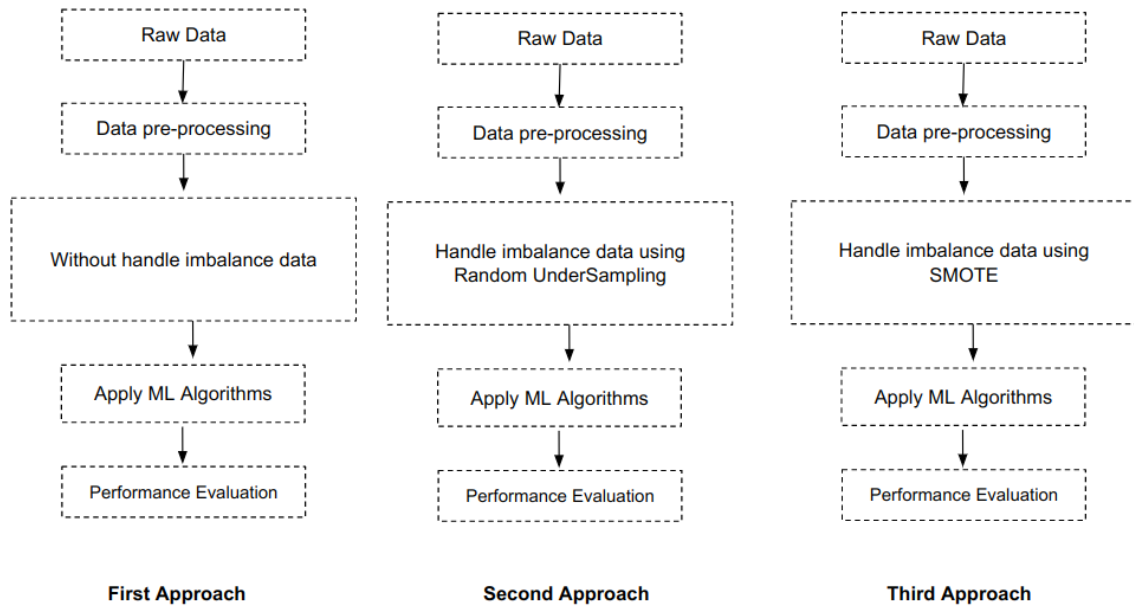 Raw Data
Data pre-processing
Without handle imbalance data
Apply ML Algorithms
Performance Evaluation
First Approach
Raw Data
Data pre-processing
Handle imbalance data using
Random UnderSampling
Apply ML Algorithms
Performance Evaluation
Second Approach
Raw Data
Data pre-processing
Handle imbalance data using
SMOTE
Apply ML Algorithms
Performance Evaluation
Third Approach